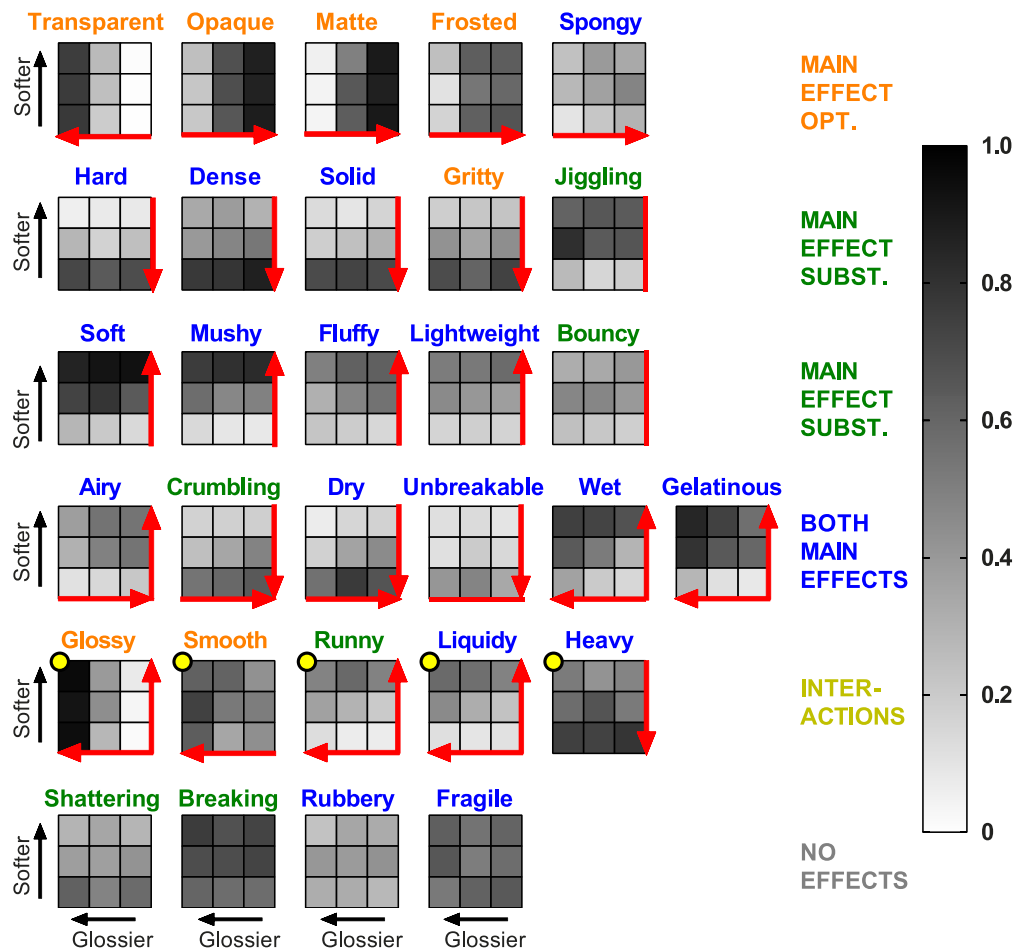 Transparent Opaque Matte Frosted Spongy
Softer
MAIN
EFFECT
OPT.
Hard Dense Solid Gritty Jiggling
Softer
MAIN
EFFECT
SUBST.
Soft Mushy Fluffy Lightweight Bouncy
Softer
MAIN
EFFECT
SUBST.
Airy Crumbling Dry Unbreakable Wet Gelatinous
Softer
BOTH
MAIN
EFFECTS
Glossy Smooth Runny Liquidy Heavy
Softer
INTER-
ACTIONS
Shattering Breaking Rubbery Fragile
Softer
NO
EFFECTS
Glossier Glossier Glossier Glossier
1.0
0.8
0.6
0.4
0.2
0